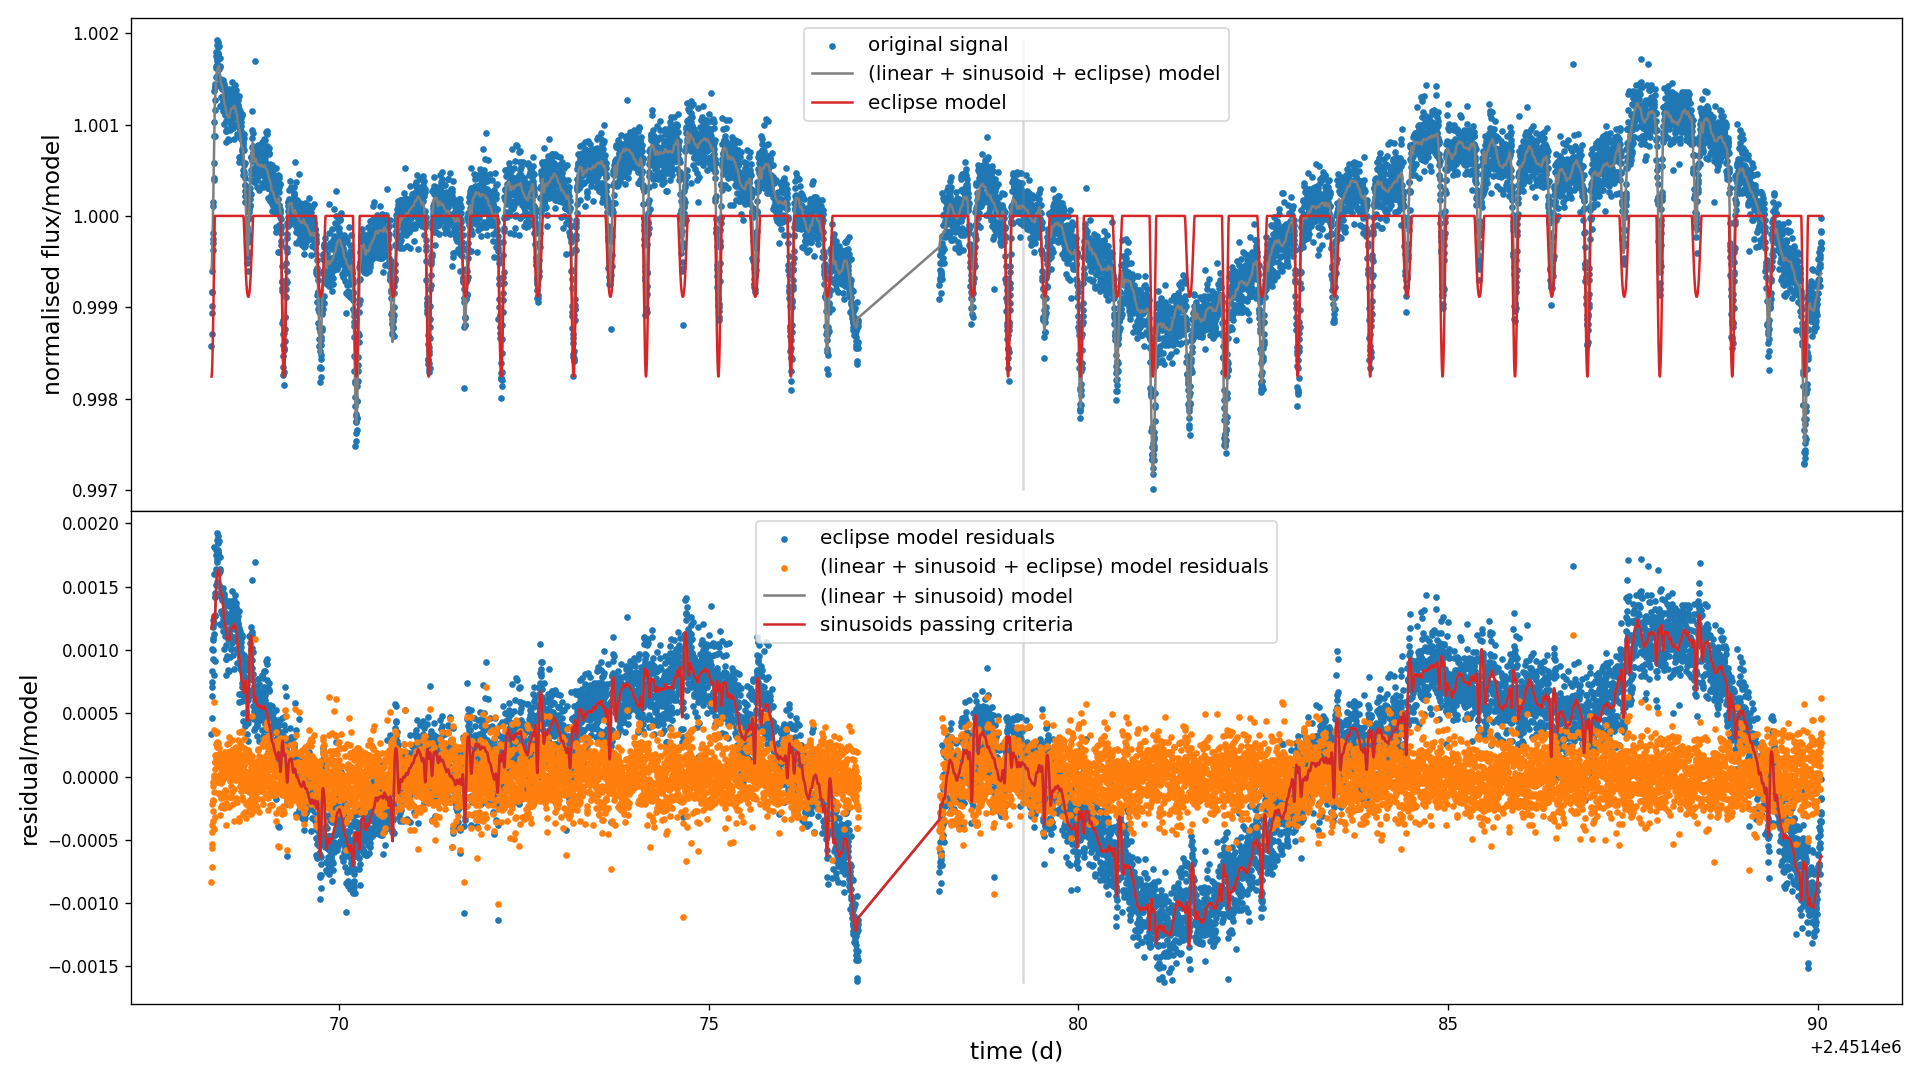 1.002
1.001
1.000
0.999
0.998
0.997
normalised flux/model
original signal
(linear + sinusoid + eclipse) model
eclipse model
0.0020
0.0015
0.0010
0.0005
0.0000
−0.0005
−0.0010
−0.0015
residual/model
eclipse model residuals
(linear + sinusoid + eclipse) model residuals
(linear + sinusoid) model
sinusoids passing criteria
70 75 80 85 90
time (d)
+2.4514e6